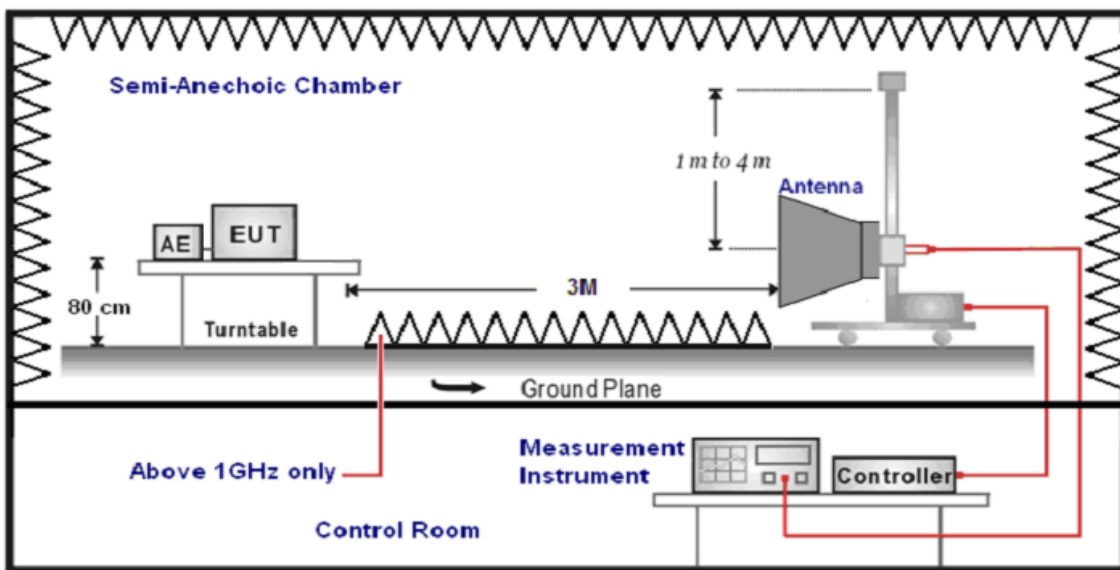 Semi-Anechoic Chamber
1 m to 4 m
Antenna
AE
EUT
80 cm
3M
Turntable
Ground Plane
Above 1GHz only
Measurement
Instrument
Controller
Control Room